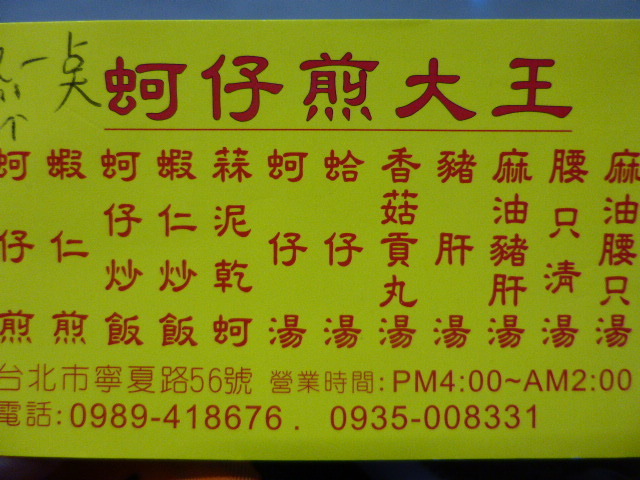 蚵仔煎大王
蚵仔煎
蝦仁煎
蚵仔炒飯
蝦仁炒飯
蒜泥乾蚵
蚵仔湯
蛤仔湯
香菇貢丸湯
豬肝湯
麻油豬肝湯
腰只清湯
麻油腰只湯
台北市寧夏路56號 營業時間:PM4:00~AM2:00
電話:0989-418676 . 0935-008331